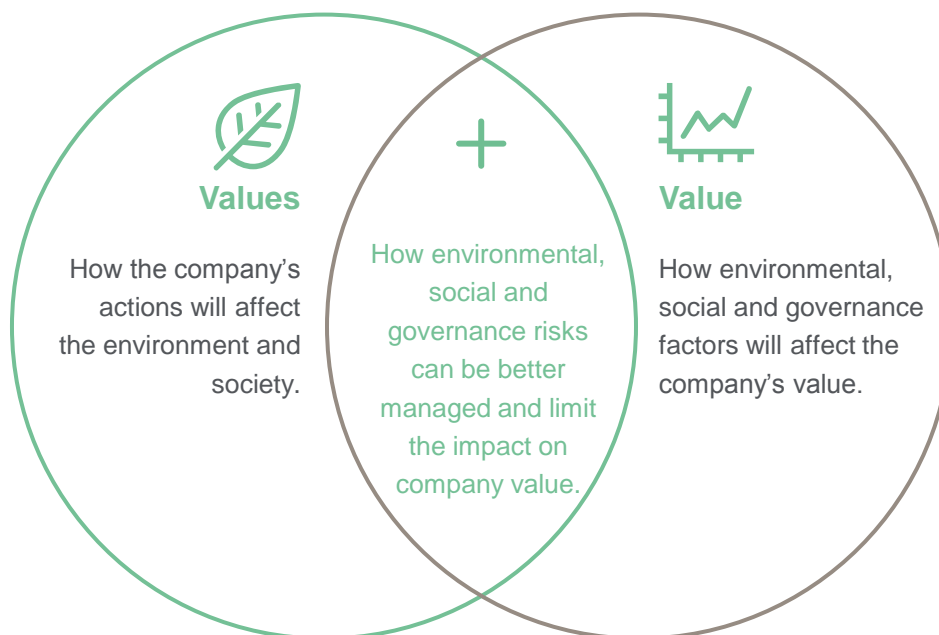 Values
How the company’s
actions will affect
the environment and
society.
How environmental,
social and
governance risks
can be better
managed and limit
the impact on
company value.
Value
How environmental,
social and governance
factors will affect the
company’s value.